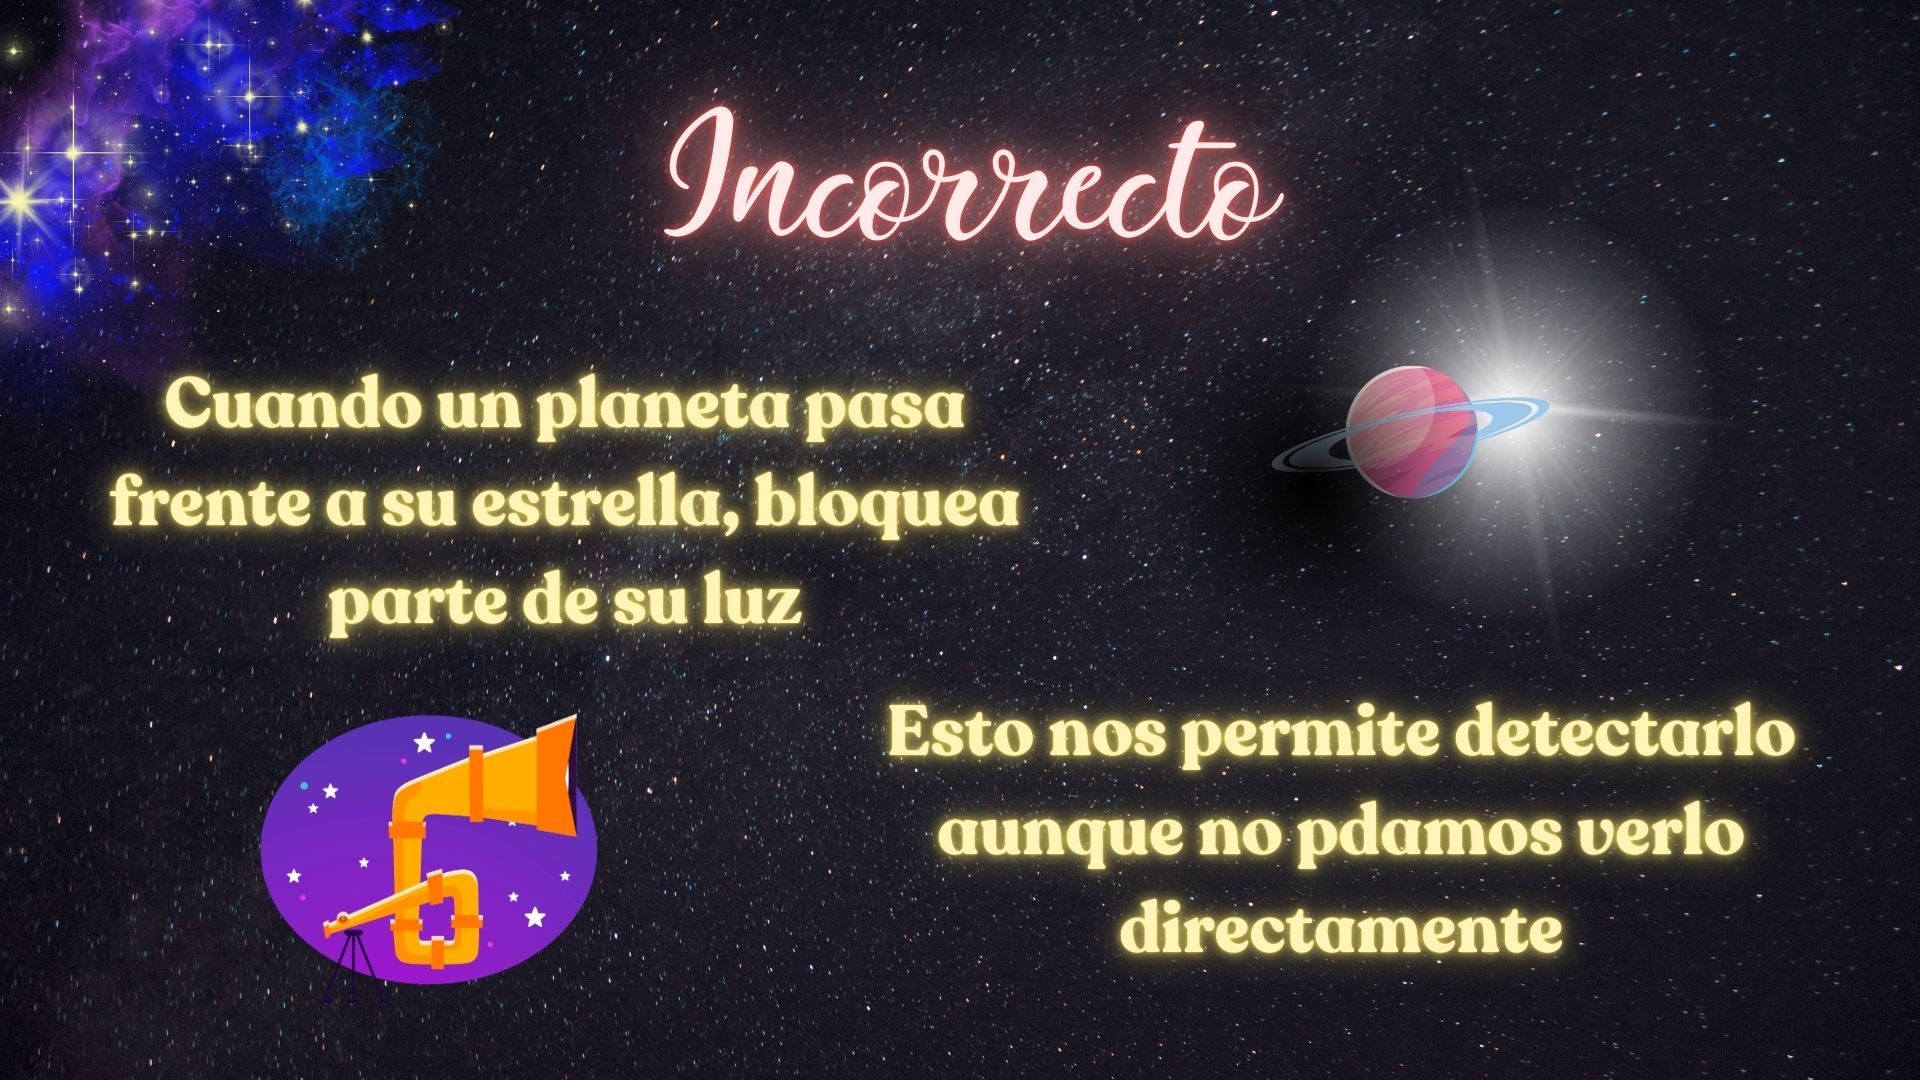 Incorrecto
Cuando un planeta pasa
frente a su estrella, bloquea
parte de su luz
Esto nos permite detectarlo
aunque no pdamos verlo
directamente